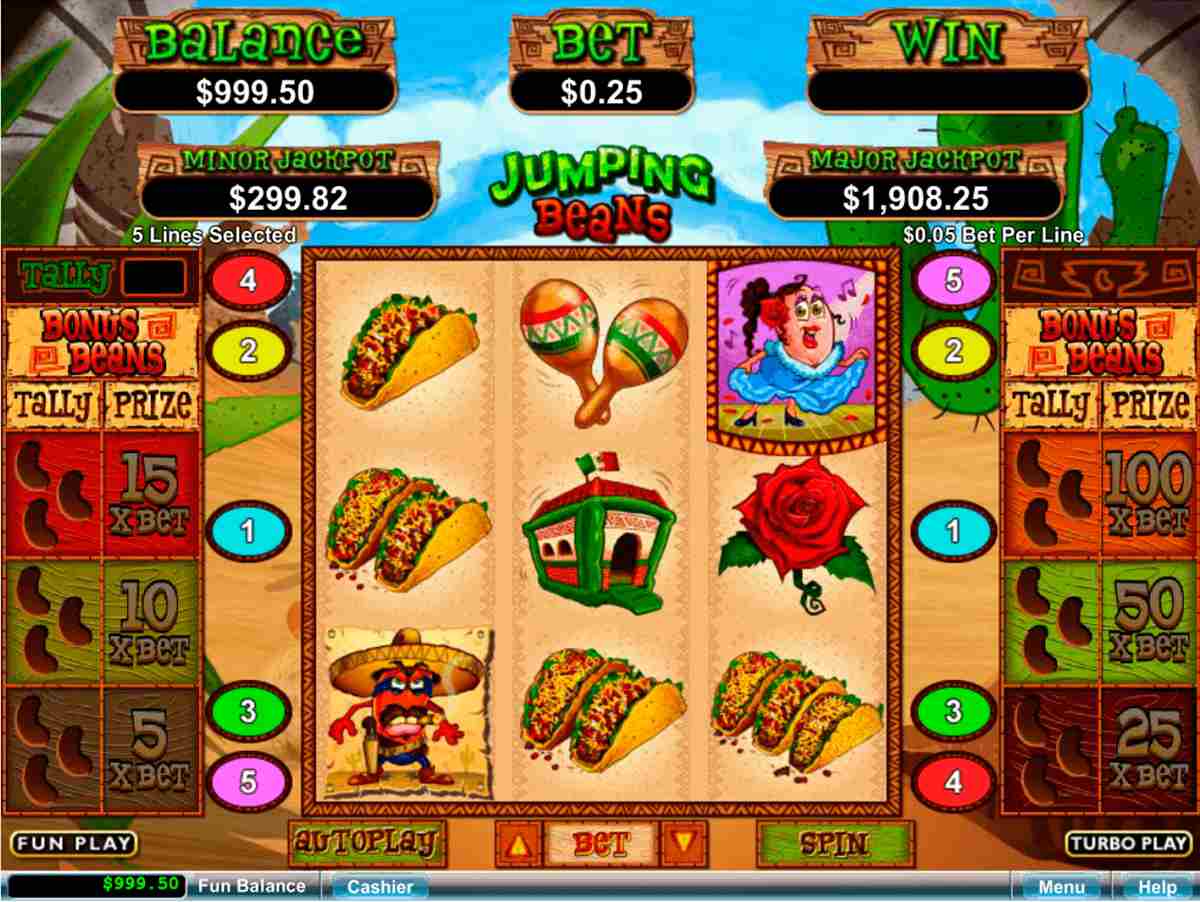 BALANCE
BET
WIN
$999.50
$0.25
MINOR JACKPOT
JUMPING
BEANS
MAJOR JACKPOT
$299.82
$1,908.25
5 Lines Selected
$0.05 Bet Per Line
TALLY
4
5
BONUS
BEANS
2
2
BONUS
BEANS
TALLY
PRIZE
TALLY
PRIZE
15
X BET
100
X BET
1
1
10
X BET
50
X BET
3
3
5
X BET
25
X BET
5
4
FUN PLAY
AUTOPLAY
BET
SPIN
TURBO PLAY
$999.50
Fun Balance
Cashier
Menu
Help